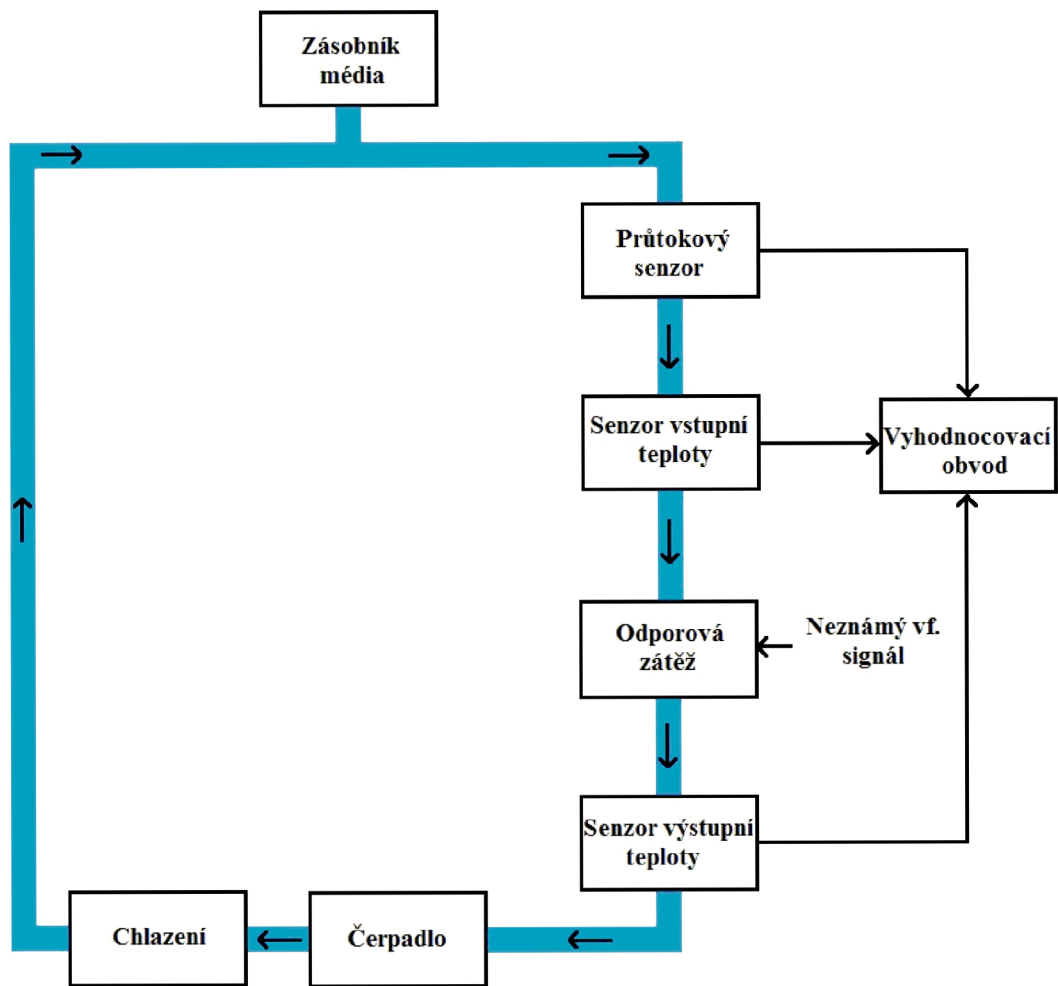 Zásobník
média
Průtokový
senzor
Senzor vstupní
teploty
Vyhodnocovací
obvod
Odporová
zátěž
Neznámý vf.
signál
Senzor výstupní
teploty
Chlazení
Čerpadlo